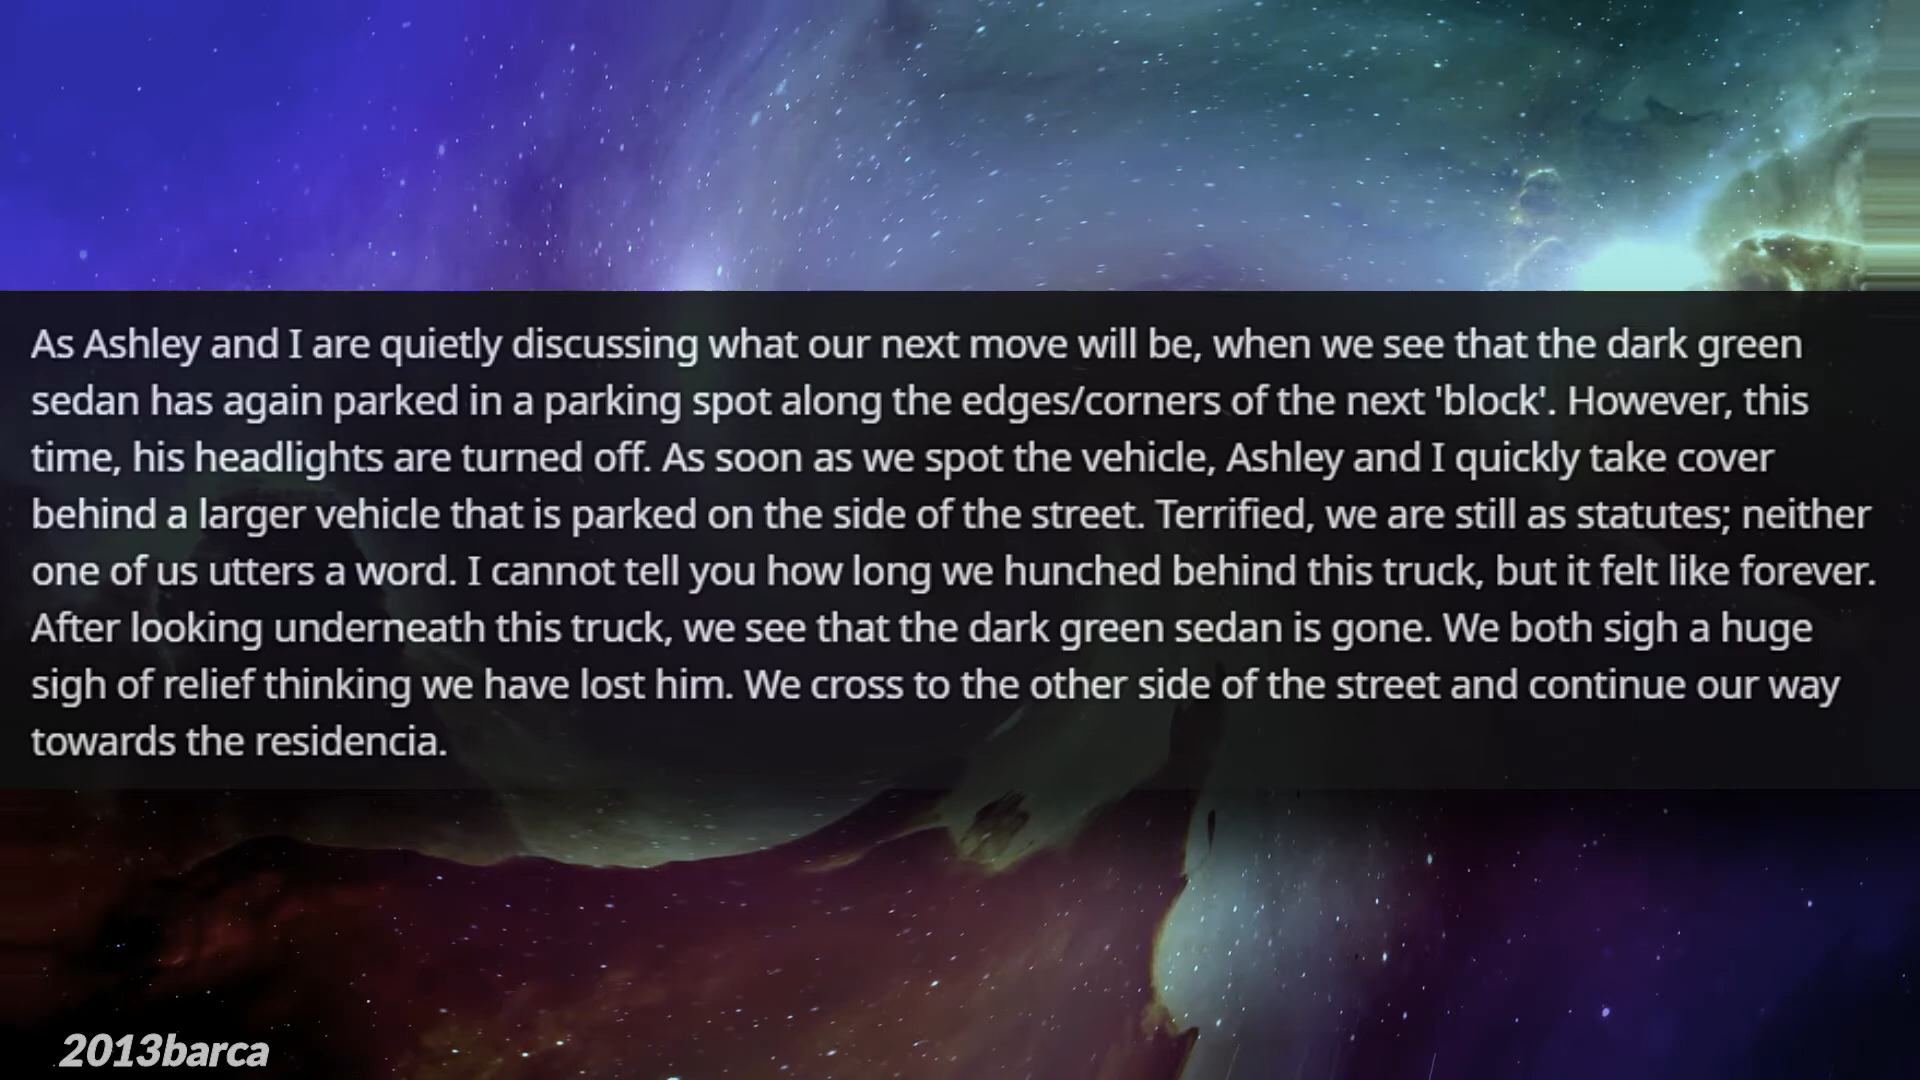 As Ashley and I are quietly discussing what our next move will be, when we see that the dark green
sedan has again parked in a parking spot along the edges/corners of the next 'block'. However, this
time, his headlights are turned off. As soon as we spot the vehicle, Ashley and I quickly take cover
behind a larger vehicle that is parked on the side of the street. Terrified, we are still as statutes; neither
one of us utters a word. I cannot tell you how long we hunched behind this truck, but it felt like forever.
After looking underneath this truck, we see that the dark green sedan is gone. We both sigh a huge
sigh of relief thinking we have lost him. We cross to the other side of the street and continue our way
towards the residencia.
2013barca